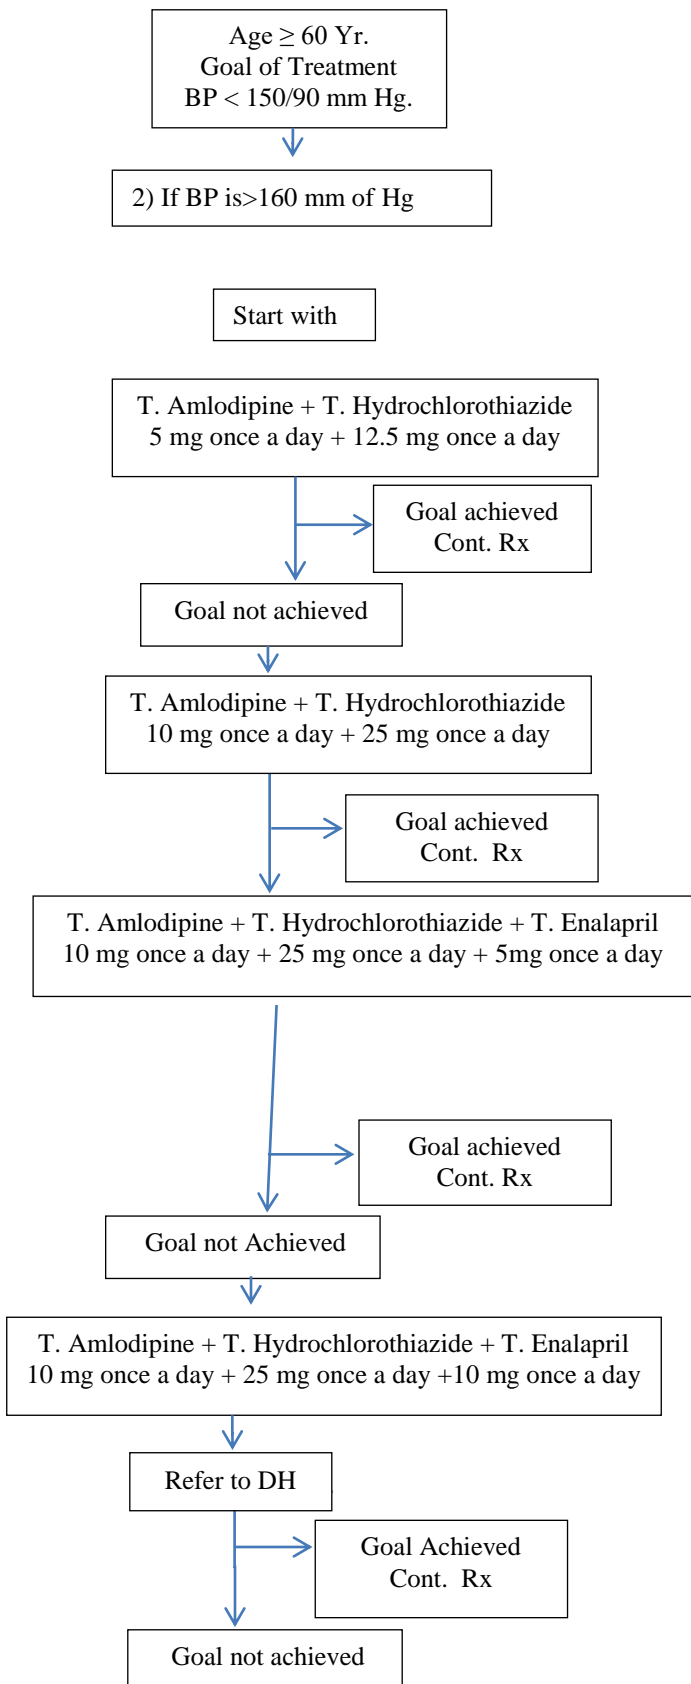 Age ≥ 60 Yr.
Goal of Treatment
BP < 150/90 mm Hg.
2) If BP is>160 mm of Hg
Start with
T. Amlodipine + T. Hydrochlorothiazide
5 mg once a day + 12.5 mg once a day
Goal achieved
Cont. Rx
Goal not achieved
T. Amlodipine + T. Hydrochlorothiazide
10 mg once a day + 25 mg once a day
Goal achieved
Cont.  Rx
T. Amlodipine + T. Hydrochlorothiazide + T. Enalapril
10 mg once a day + 25 mg once a day + 5mg once a day
Goal achieved
Cont. Rx
Goal not Achieved
T. Amlodipine + T. Hydrochlorothiazide + T. Enalapril
10 mg once a day + 25 mg once a day +10 mg once a day
Refer to DH
Goal Achieved
Cont.  Rx
Goal not achieved